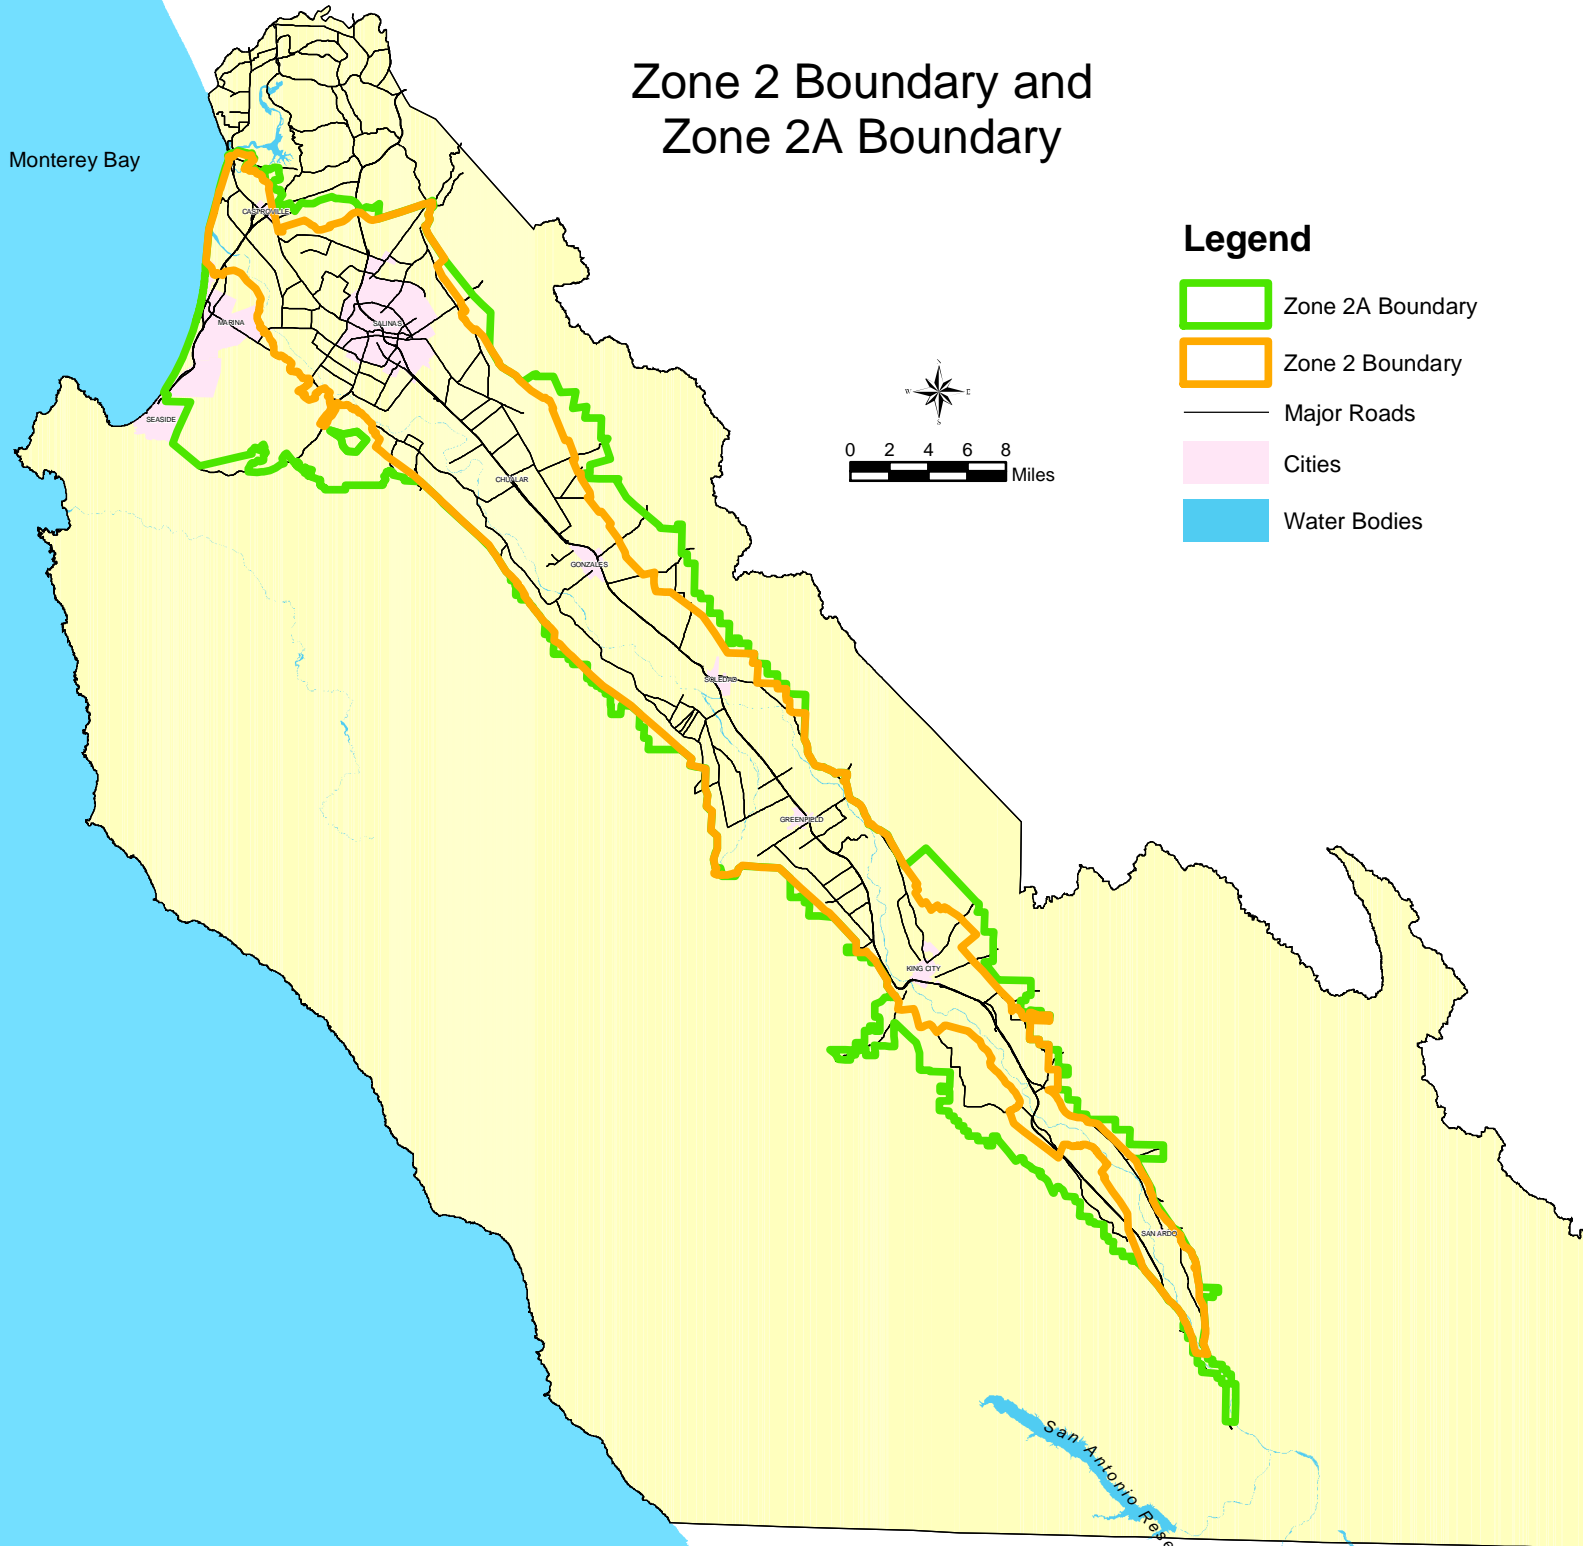 Zone 2 Boundary and
Zone 2A Boundary
Monterey Bay
Legend
Zone 2A Boundary
Zone 2 Boundary
Major Roads
Cities
Water Bodies
N
W
E
S
0 2 4 6 8
Miles
CASTROVILLE
MARINA
SALINAS
SEASIDE
CHUALAR
GONZALES
SOLEDAD
GREENFIELD
KING CITY
SAN ARDO
San Antonio Rese